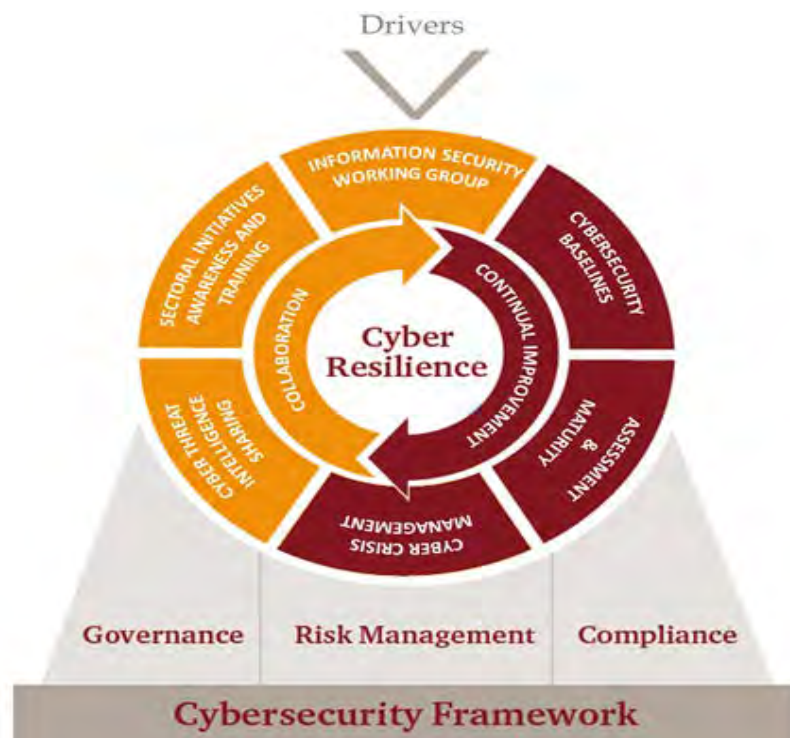 Drivers
INFORMATION SECURITY
WORKING GROUP
CYBERSECURITY
BASELINES
ASSESSMENT
&
MATURITY
CYBER CRISIS
MANAGEMENT
CYBER THREAT
INTELLIGENCE
SHARING
SECTORAL INITIATIVES
AWARENESS AND
TRAINING
COLLABORATION
CONTINUAL IMPROVEMENT
Cyber
Resilience
Governance
Risk Management
Compliance
Cybersecurity Framework